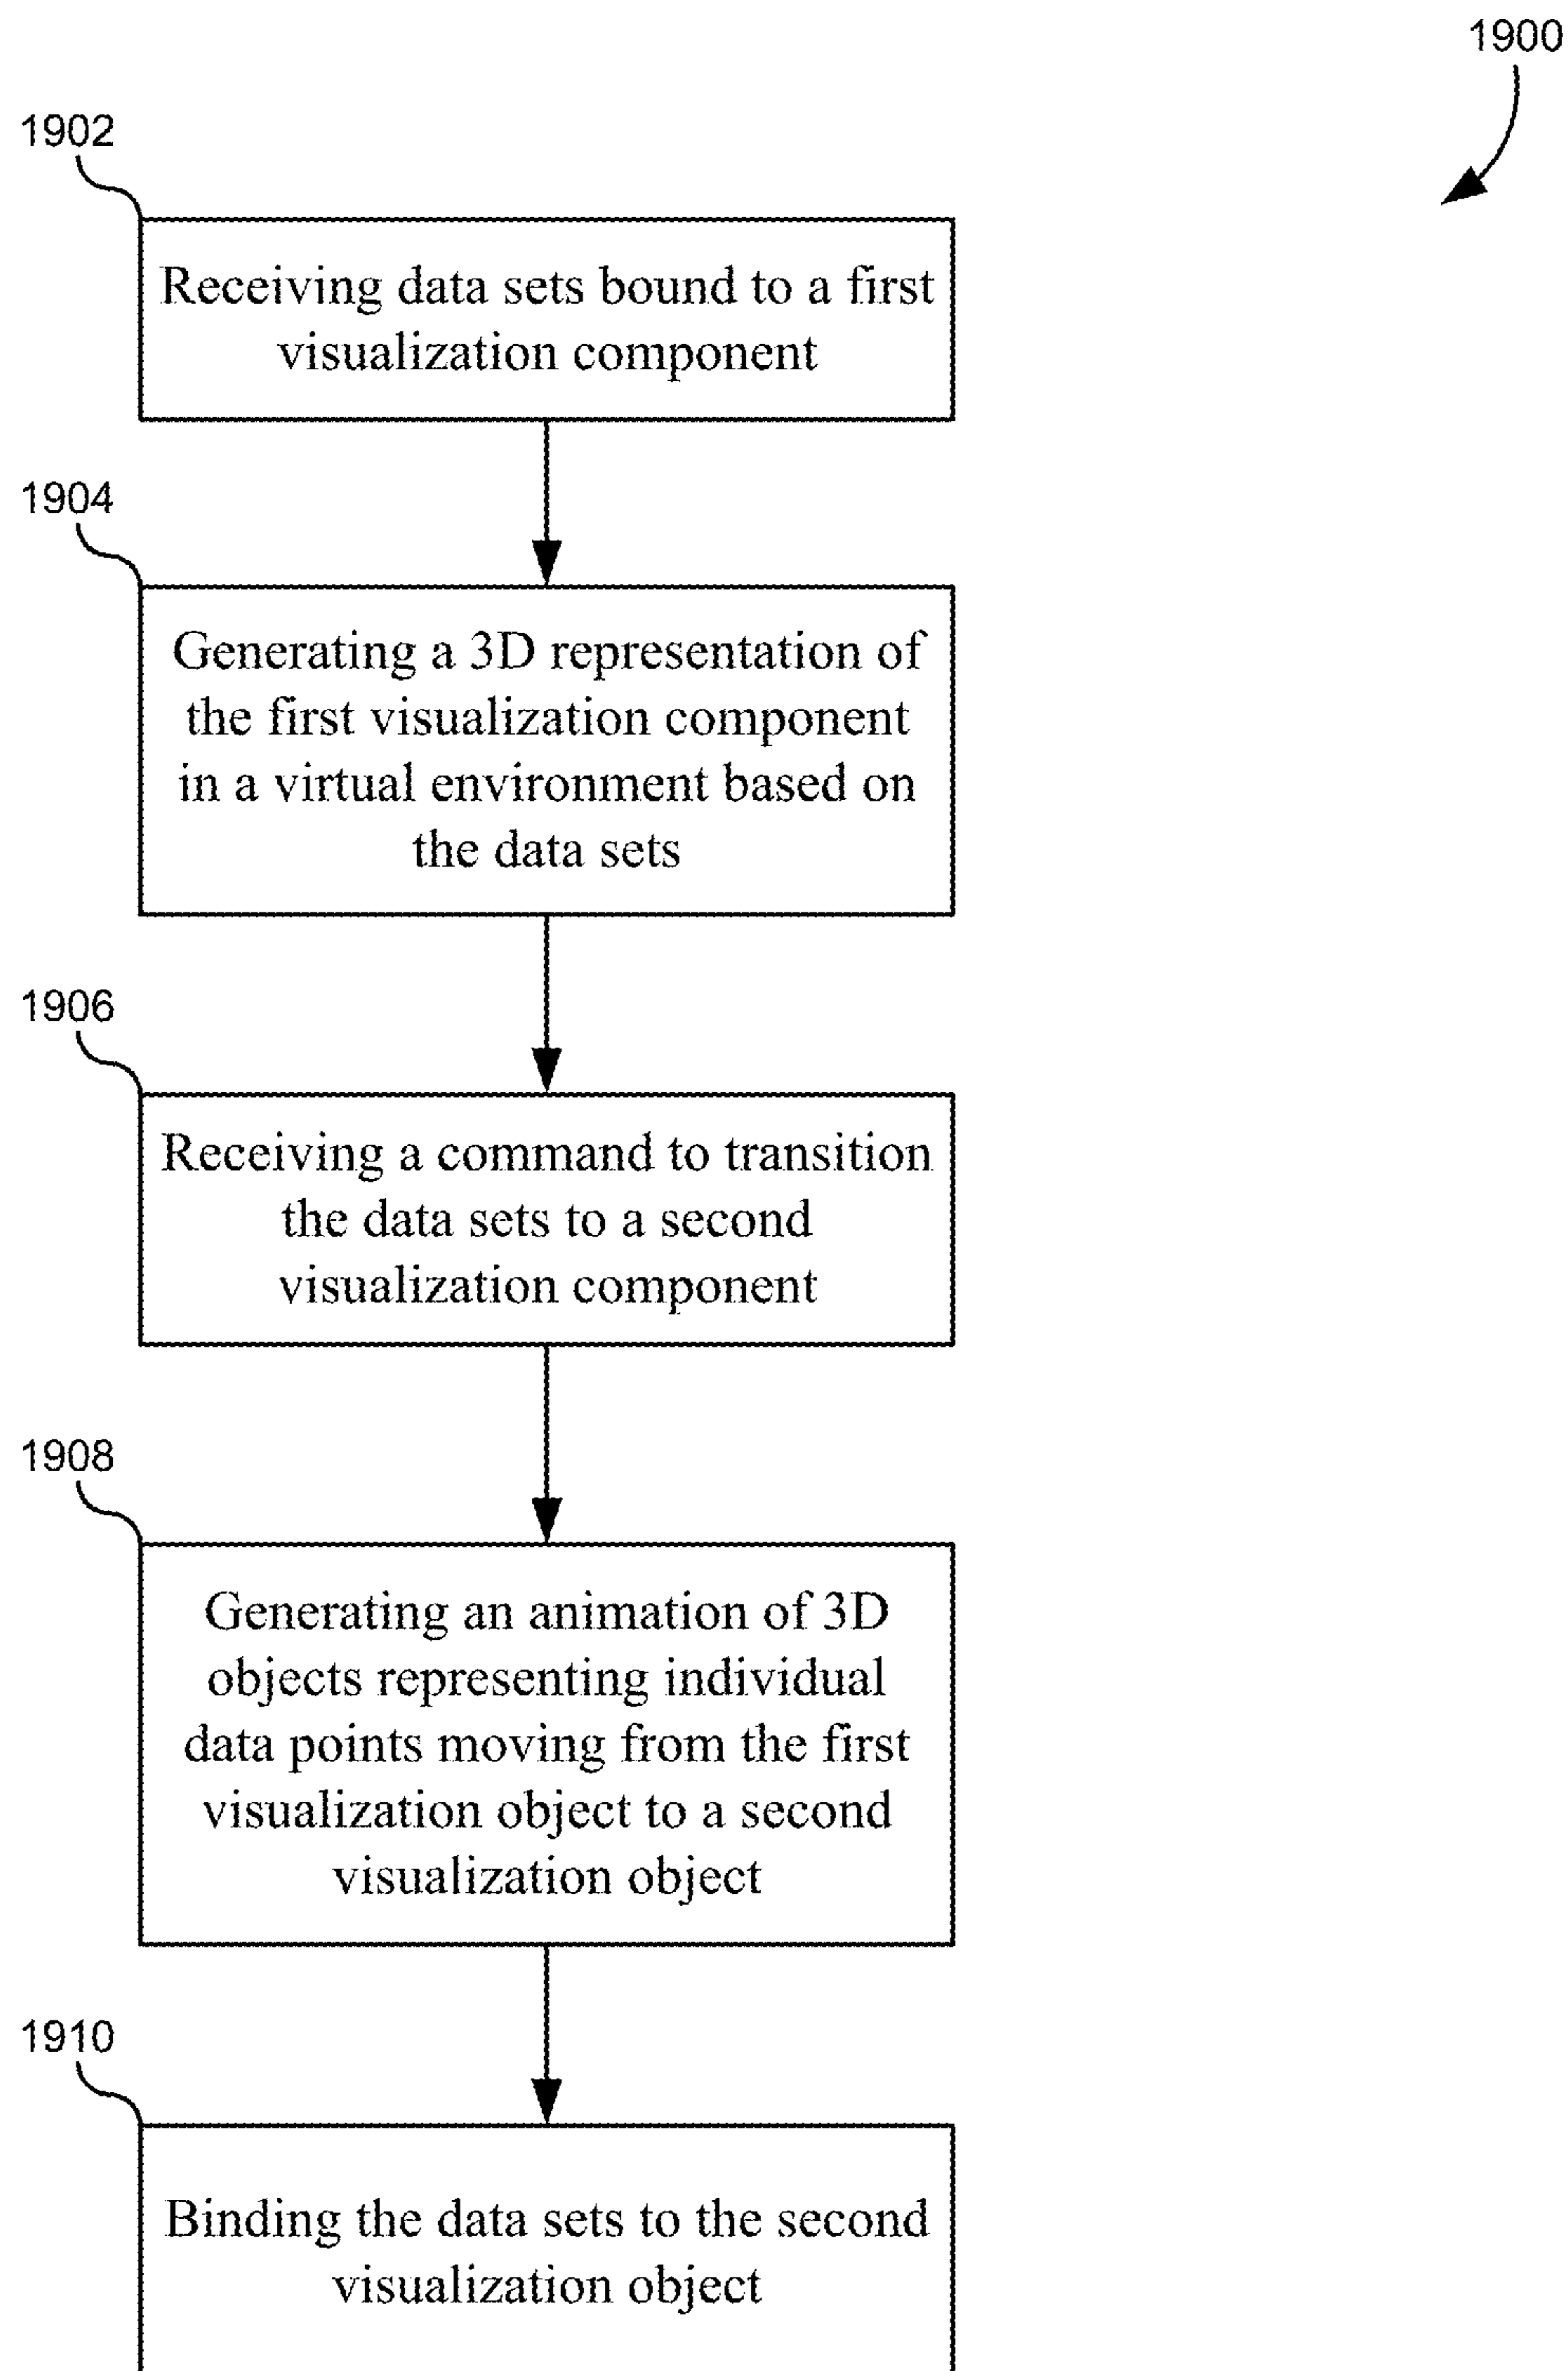 1900
1902
Receiving data sets bound to a first
visualization component
1904
Generating a 3D representation of
the first visualization component
in a virtual environment based on
the data sets
1906
Receiving a command to transition
the data sets to a second
visualization component
1908
Generating an animation of 3D
objects representing individual
data points moving from the first
visualization object to a second
visualization object
1910
Binding the data sets to the second
visualization object